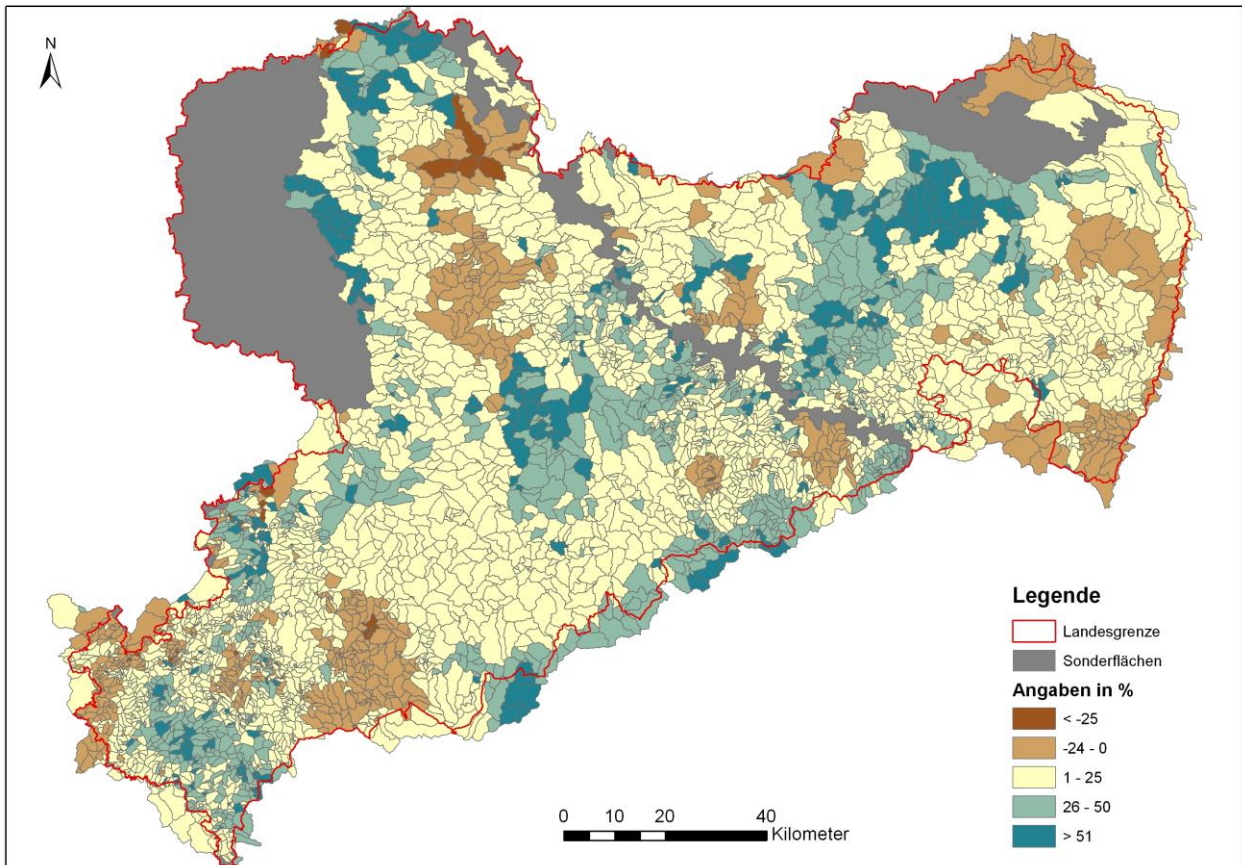 N
Legende
Landesgrenze
Sonderflächen
Angaben in %
< -25
-24 - 0
1 - 25
26 - 50
> 51
0 10 20 40
Kilometer